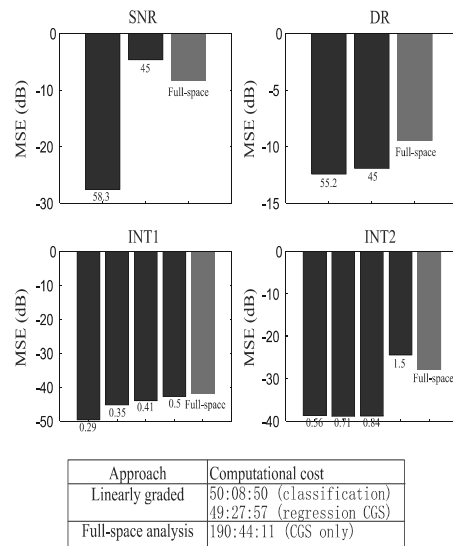 SNR
DR
0
-10
-20
-30
MSE (dB)
58.3
45
Full-space
0
-5
-10
-15
MSE (dB)
55.2
45
Full-space
INT1
INT2
0
-10
-20
-30
-40
-50
MSE (dB)
0.29
0.35
0.41
0.5
Full-space
0
-10
-20
-30
-40
MSE (dB)
0.56
0.71
0.84
1.5
Full-space
Approach Computational cost
Linearly graded 50:08:50 (classification)
49:27:57 (regression CGS)
Full-space analysis 190:44:11 (CGS only)